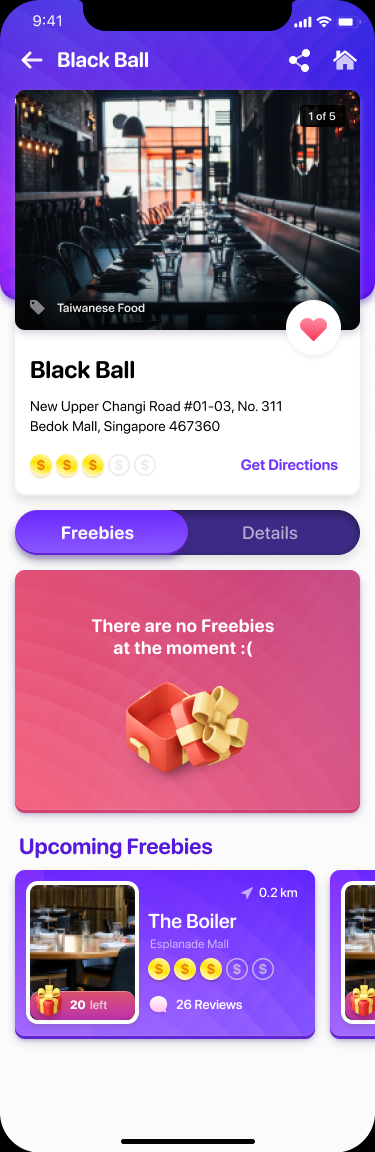 9:41
Black Ball
1 of 5
Taiwanese Food
Black Ball
New Upper Changi Road #01-03, No. 311
Bedok Mall, Singapore 467360
$ $ $ $ $
Get Directions
Freebies
Details
There are no Freebies
at the moment :(
Upcoming Freebies
0.2 km
The Boiler
Esplanade Mall
$ $ $ $ $
26 Reviews
20 left